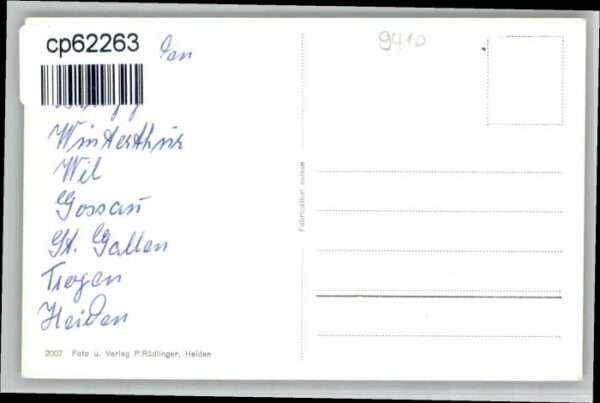 cp62263
9410
Winterthur
Wil
Gossau
St. Gallen
Trogen
Heiden
Fabrication suisse
2007 Foto u. Verlag P. Rüdlinger, Heiden